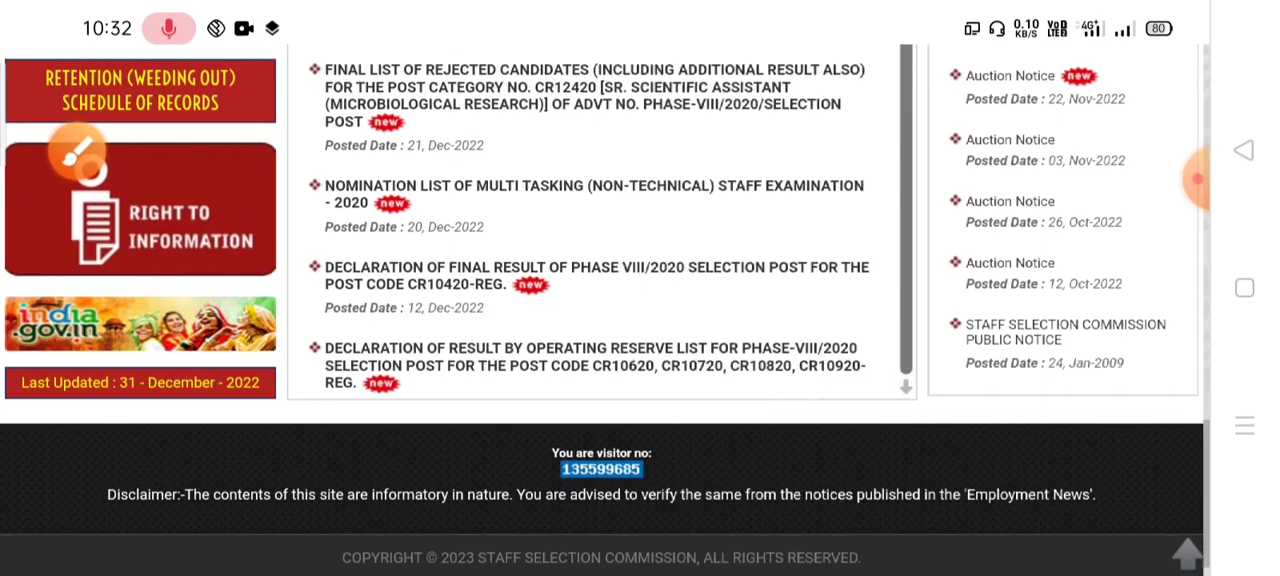 10:32
0.10
KB/S
VoD
LTE2
4G+
80
RETENTION (WEEDING OUT)
SCHEDULE OF RECORDS
RIGHT TO
INFORMATION
india
.gov.in
Last Updated : 31 - December - 2022
FINAL LIST OF REJECTED CANDIDATES (INCLUDING ADDITIONAL RESULT ALSO)
FOR THE POST CATEGORY NO. CR12420 [SR. SCIENTIFIC ASSISTANT
(MICROBIOLOGICAL RESEARCH)] OF ADVT NO. PHASE-VIII/2020/SELECTION
POST new
Posted Date : 21, Dec-2022
NOMINATION LIST OF MULTI TASKING (NON-TECHNICAL) STAFF EXAMINATION
- 2020 new
Posted Date : 20, Dec-2022
DECLARATION OF FINAL RESULT OF PHASE VIII/2020 SELECTION POST FOR THE
POST CODE CR10420-REG. new
Posted Date : 12, Dec-2022
DECLARATION OF RESULT BY OPERATING RESERVE LIST FOR PHASE-VIII/2020
SELECTION POST FOR THE POST CODE CR10620, CR10720, CR10820, CR10920-
REG. new
Auction Notice new
Posted Date : 22, Nov-2022
Auction Notice
Posted Date : 03, Nov-2022
Auction Notice
Posted Date : 26, Oct-2022
Auction Notice
Posted Date : 12, Oct-2022
STAFF SELECTION COMMISSION
PUBLIC NOTICE
Posted Date : 24, Jan-2009
You are visitor no:
135599685
Disclaimer:-The contents of this site are informatory in nature. You are advised to verify the same from the notices published in the 'Employment News'.
COPYRIGHT © 2023 STAFF SELECTION COMMISSION, ALL RIGHTS RESERVED.